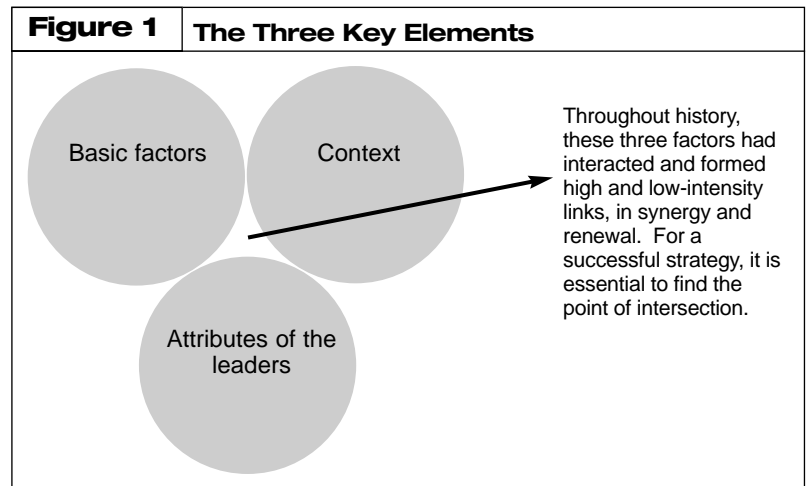 Figure 1
The Three Key Elements
Basic factors
Context
Attributes of the
leaders
Throughout history,
these three factors had
interacted and formed
high and low-intensity
links, in synergy and
renewal. For a
successful strategy, it is
essential to find the
point of intersection.